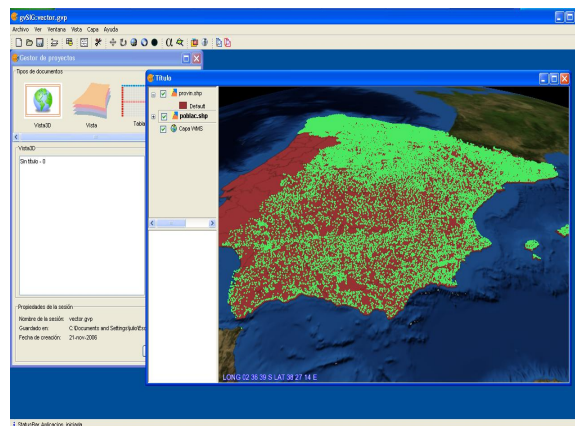 gvSIG:vector.gvp
Archivo Ver Ventana Vista Capa Ayuda
Gestor de proyectos
Tipos de documentos
Vista3D
Vista
Tabla
Vista3D
Sin título - 0
Propiedades de la sesión
Nombre de la sesión: vector.gvp
Guardado en: C:\Documents and Settings\julio\Esc
Fecha de creación: 21-nov-2006
Título
provin.shp
Default
poblac.shp
Capa WMS
LONG 02 36 39 S LAT 38 27 14 E
StatusBar.Aplicacion_iniciada